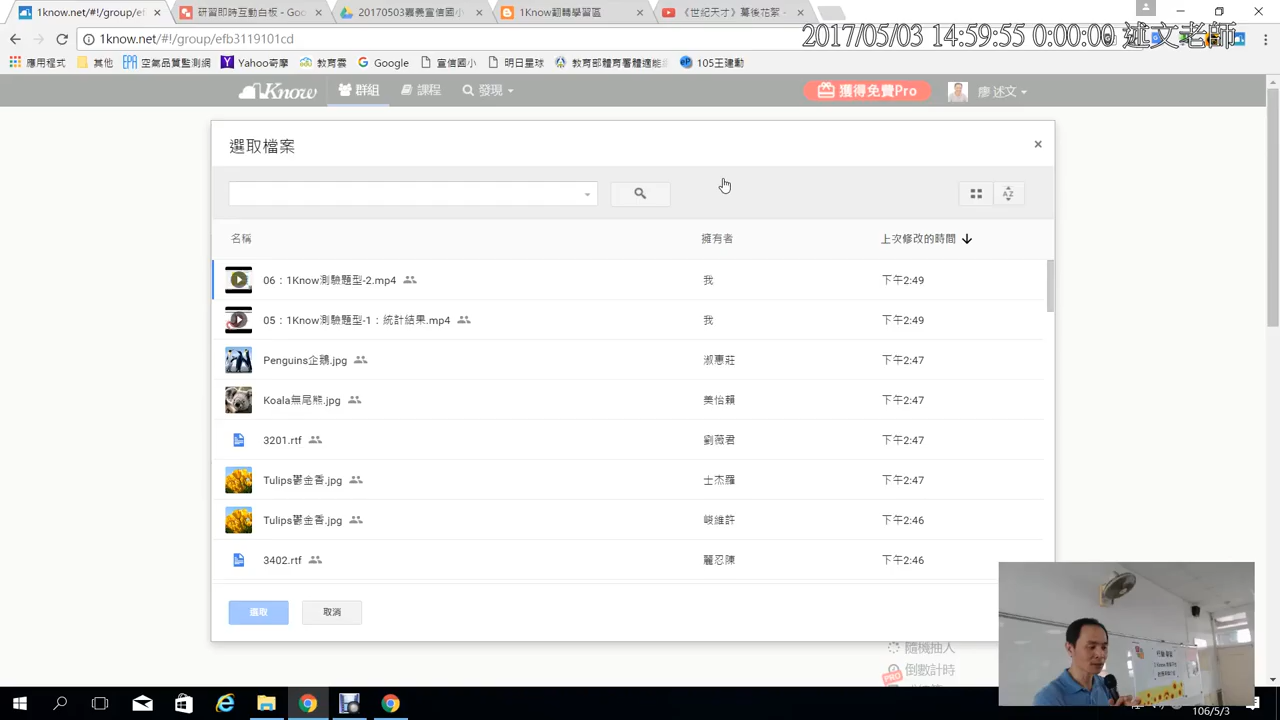 1know.net/#!/group/ef
研習即時互動白板 - Goo
20170503嘉義宣信國小
1Know翻轉學習區
《世紀天才》幕後花絮 -
1know.net/#!/group/efb3119101cd
2017/05/03 14:59:55 0:00:00 述文老師
應用程式
其他
空氣品質監測網
Yahoo奇摩
教育雲
Google
宣信國小
明日星球
教育部體育署體適能
105王建動
1Know
群組
課程
發現
獲得免費Pro
廖 述文
選取檔案
名稱
擁有者
上次修改的時間
06：1Know測驗題型-2.mp4 我 下午2:49
05：1Know測驗題型-1：統計結果.mp4 我 下午2:49
Penguins企鵝.jpg 淑惠莊 下午2:47
Koala無尾熊.jpg 美怡賴 下午2:47
3201.rtf 劉薇君 下午2:47
Tulips鬱金香.jpg 士杰羅 下午2:47
Tulips鬱金香.jpg 峻維許 下午2:46
3402.rtf 麗忍陳 下午2:46
選取
取消
隨機抽人
倒數計時
PRO
106/5/3